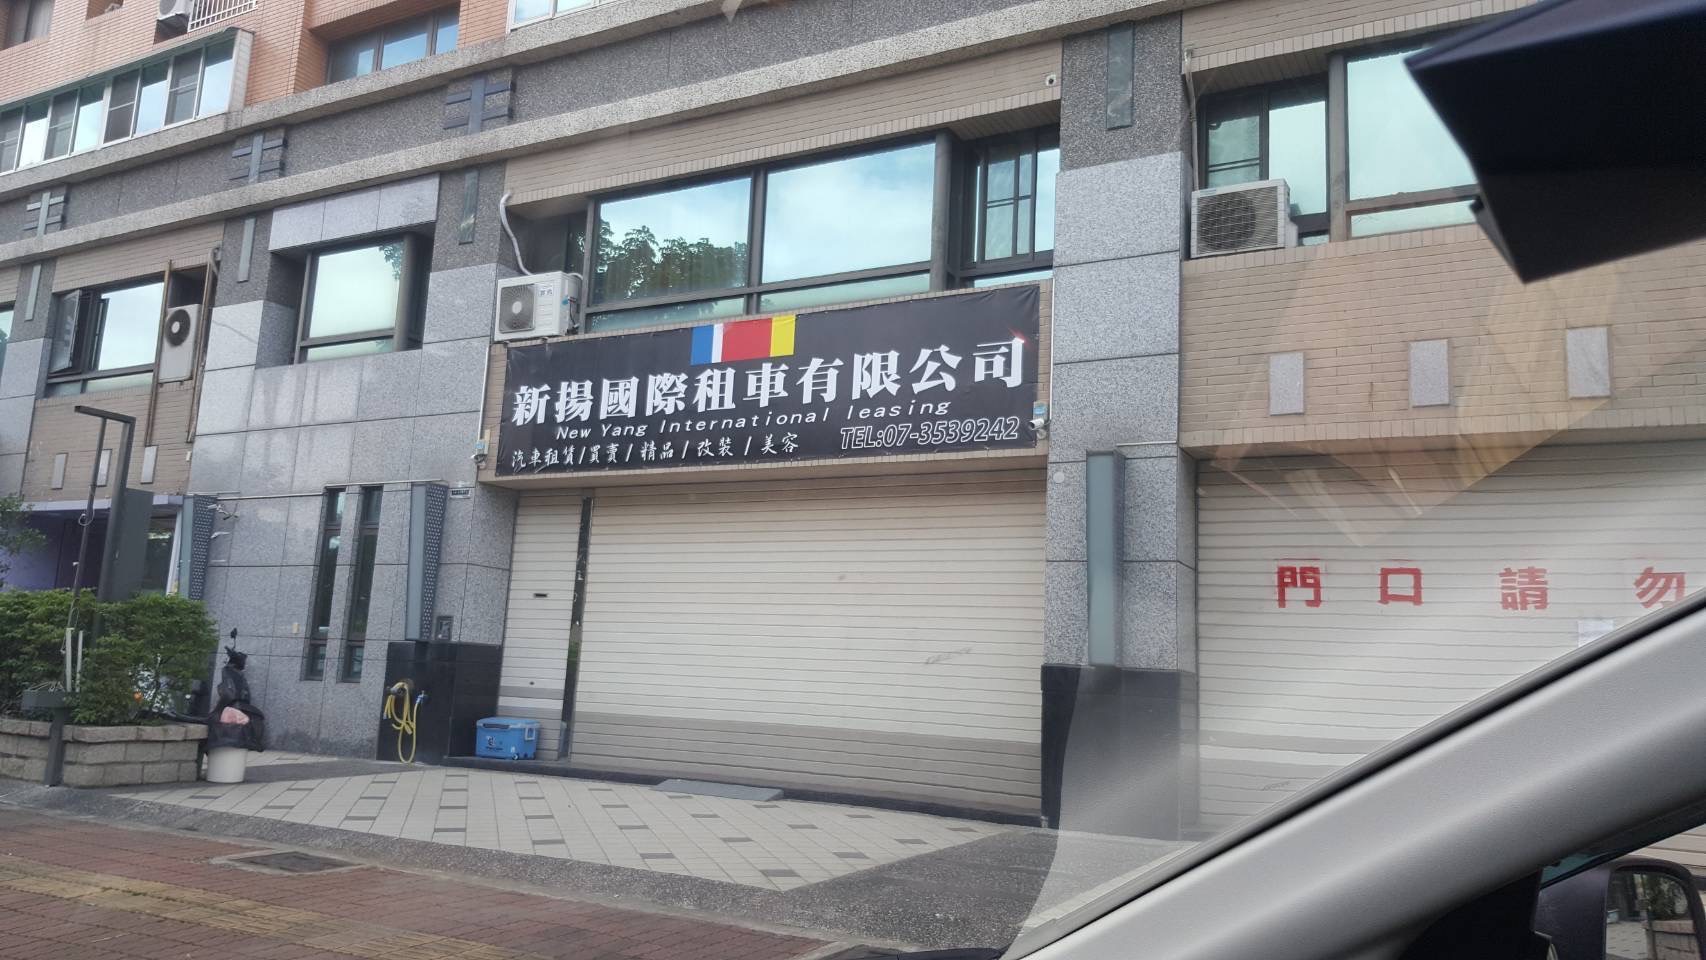 新揚國際租車有限公司
New Yang International leasing
汽車租賃/買賣/精品/改裝/美容
TEL:07-3539242
門口請勿